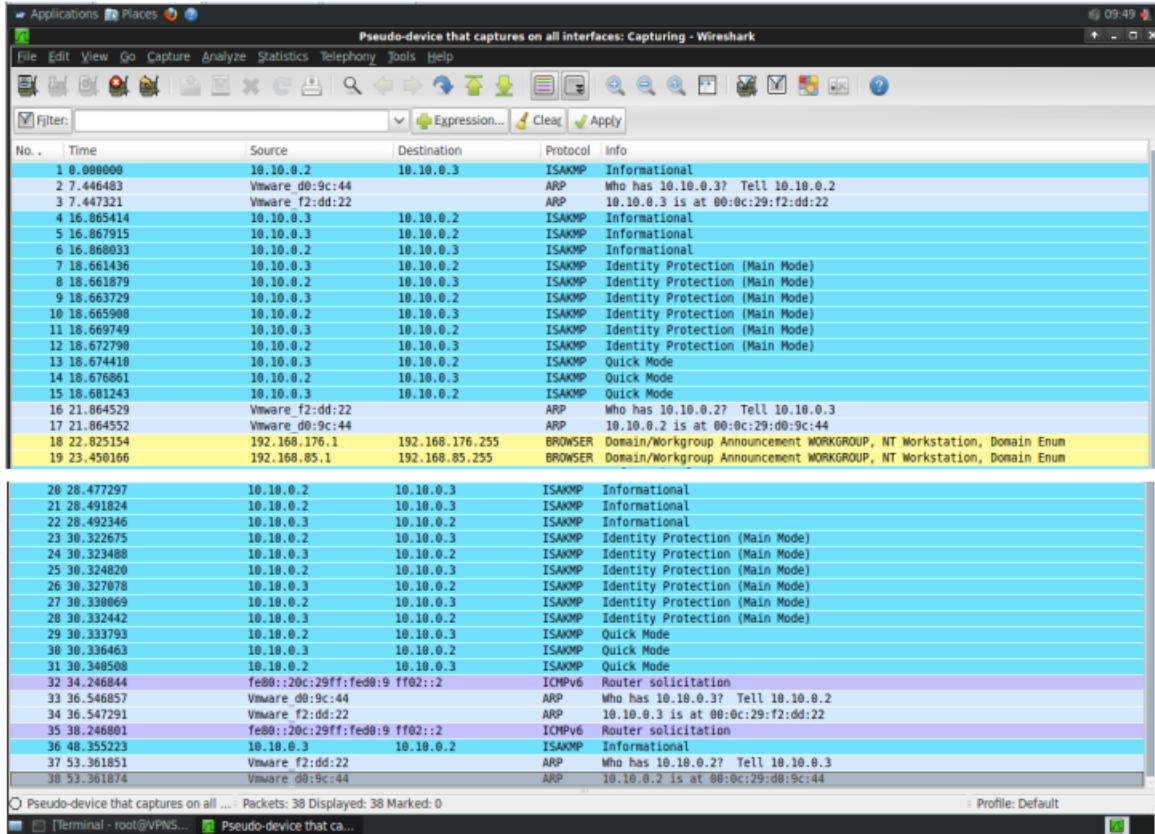 Applications Places 09:49
Pseudo-device that captures on all interfaces: Capturing - Wireshark
File Edit View Go Capture Analyze Statistics Telephony Tools Help
Filter: Expression... Clear Apply
No. . Time Source Destination Protocol Info
1 0.000000 10.10.0.2 10.10.0.3 ISAKMP Informational
2 7.446483 Vmware_d0:9c:44 ARP Who has 10.10.0.3? Tell 10.10.0.2
3 7.447321 Vmware_f2:dd:22 ARP 10.10.0.3 is at 00:0c:29:f2:dd:22
4 16.865414 10.10.0.3 10.10.0.2 ISAKMP Informational
5 16.867915 10.10.0.2 10.10.0.3 ISAKMP Informational
6 16.868033 10.10.0.2 10.10.0.3 ISAKMP Informational
7 18.661436 10.10.0.3 10.10.0.2 ISAKMP Identity Protection (Main Mode)
8 18.661879 10.10.0.2 10.10.0.3 ISAKMP Identity Protection (Main Mode)
9 18.663729 10.10.0.3 10.10.0.2 ISAKMP Identity Protection (Main Mode)
10 18.665908 10.10.0.2 10.10.0.3 ISAKMP Identity Protection (Main Mode)
11 18.669749 10.10.0.3 10.10.0.2 ISAKMP Identity Protection (Main Mode)
12 18.672790 10.10.0.2 10.10.0.3 ISAKMP Identity Protection (Main Mode)
13 18.674410 10.10.0.3 10.10.0.2 ISAKMP Quick Mode
14 18.676861 10.10.0.2 10.10.0.3 ISAKMP Quick Mode
15 18.681243 10.10.0.3 10.10.0.2 ISAKMP Quick Mode
16 21.864529 Vmware_f2:dd:22 ARP Who has 10.10.0.2? Tell 10.10.0.3
17 21.864552 Vmware_d0:9c:44 ARP 10.10.0.2 is at 00:0c:29:d0:9c:44
18 22.825154 192.168.176.1 192.168.176.255 BROWSER Domain/Workgroup Announcement WORKGROUP, NT Workstation, Domain Enum
19 23.450166 192.168.85.1 192.168.85.255 BROWSER Domain/Workgroup Announcement WORKGROUP, NT Workstation, Domain Enum
20 28.477297 10.10.0.2 10.10.0.3 ISAKMP Informational
21 28.491824 10.10.0.2 10.10.0.3 ISAKMP Informational
22 28.492346 10.10.0.3 10.10.0.2 ISAKMP Informational
23 30.322675 10.10.0.2 10.10.0.3 ISAKMP Identity Protection (Main Mode)
24 30.323488 10.10.0.3 10.10.0.2 ISAKMP Identity Protection (Main Mode)
25 30.324820 10.10.0.2 10.10.0.3 ISAKMP Identity Protection (Main Mode)
26 30.327078 10.10.0.3 10.10.0.2 ISAKMP Identity Protection (Main Mode)
27 30.330069 10.10.0.2 10.10.0.3 ISAKMP Identity Protection (Main Mode)
28 30.332442 10.10.0.3 10.10.0.2 ISAKMP Identity Protection (Main Mode)
29 30.333793 10.10.0.2 10.10.0.3 ISAKMP Quick Mode
30 30.336463 10.10.0.3 10.10.0.2 ISAKMP Quick Mode
31 30.340508 10.10.0.2 10.10.0.3 ISAKMP Quick Mode
32 34.246844 fe80::20c:29ff:fed0:9 ff02::2 ICMPv6 Router solicitation
33 36.546857 Vmware_d0:9c:44 ARP Who has 10.10.0.3? Tell 10.10.0.2
34 36.547291 Vmware_f2:dd:22 ARP 10.10.0.3 is at 00:0c:29:f2:dd:22
35 38.246801 fe80::20c:29ff:fed0:9 ff02::2 ICMPv6 Router solicitation
36 48.355223 10.10.0.3 10.10.0.2 ISAKMP Informational
37 53.361851 Vmware_f2:dd:22 ARP Who has 10.10.0.2? Tell 10.10.0.3
38 53.361874 Vmware_d0:9c:44 ARP 10.10.0.2 is at 00:0c:29:d0:9c:44
Pseudo-device that captures on all ... Packets: 38 Displayed: 38 Marked: 0 Profile: Default
[Terminal - root@VPNS... Pseudo-device that ca...